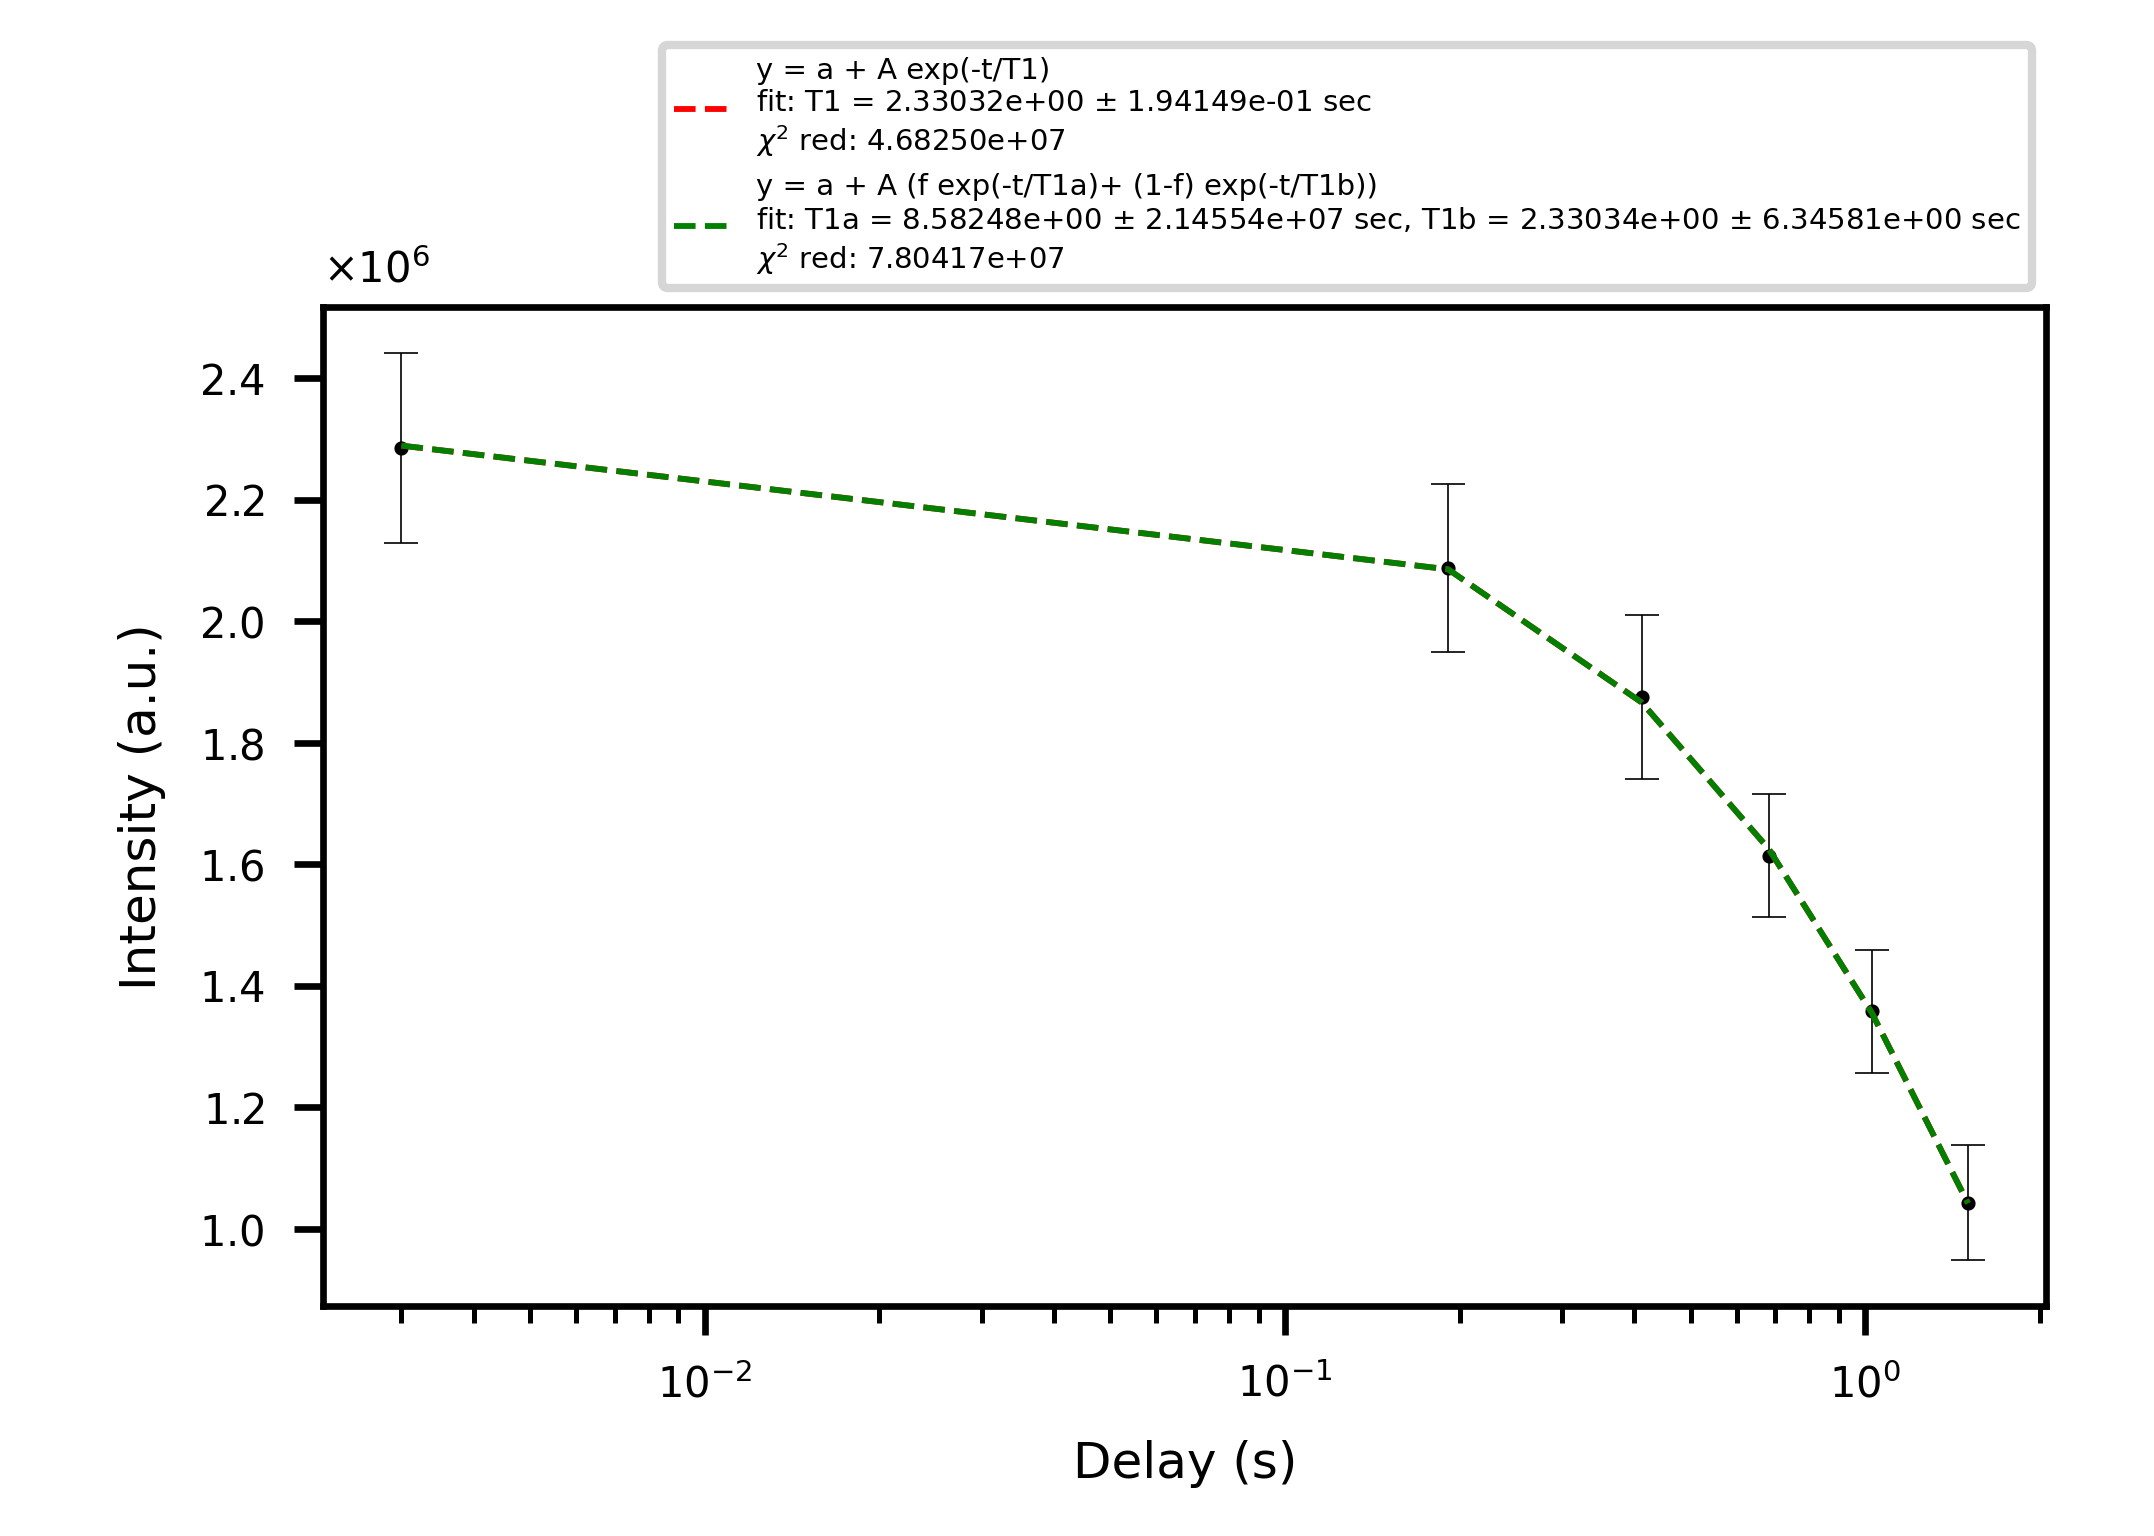 y = a + A exp(-t/T1)
fit: T1 = 2.33032e+00 ± 1.94149e-01 sec
χ² red: 4.68250e+07
y = a + A (f exp(-t/T1a)+ (1-f) exp(-t/T1b))
fit: T1a = 8.58248e+00 ± 2.14554e+07 sec, T1b = 2.33034e+00 ± 6.34581e+00 sec
χ² red: 7.80417e+07
×10⁶
2.4
2.2
2.0
1.8
1.6
1.4
1.2
1.0
Intensity (a.u.)
10⁻² 10⁻¹ 10⁰
Delay (s)